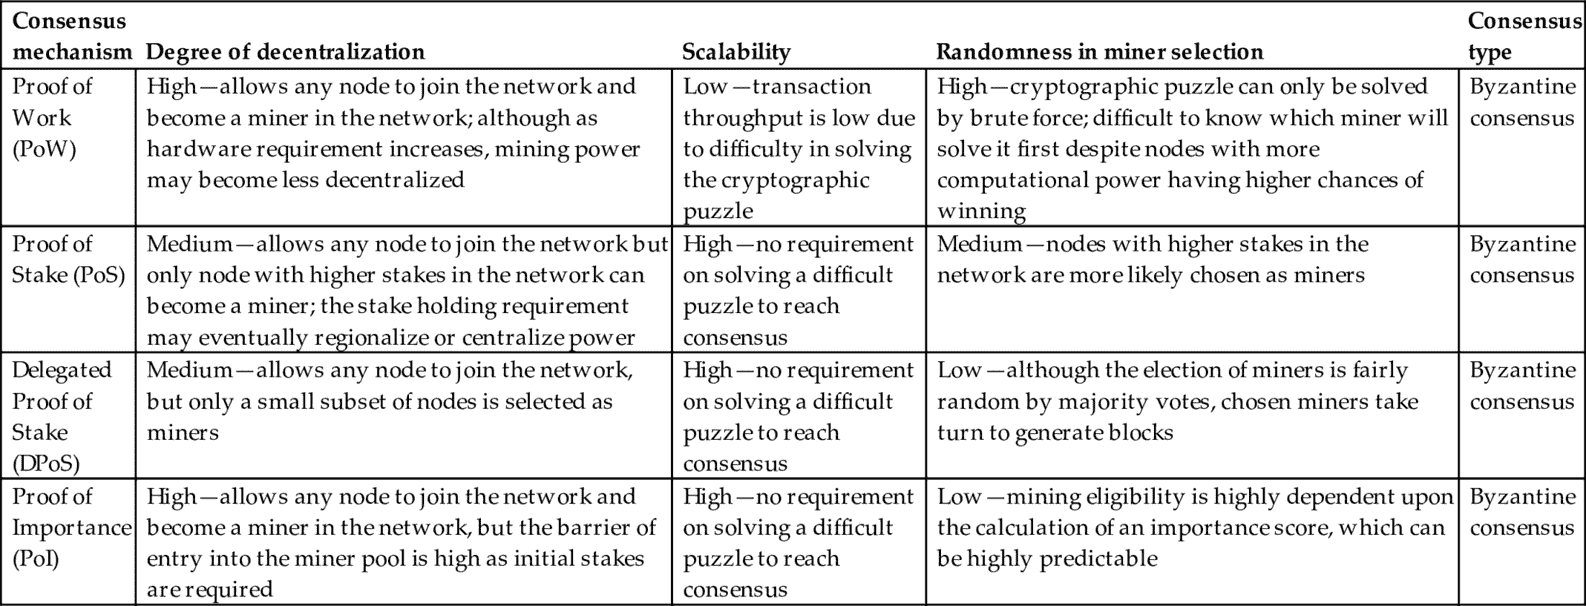 Consensus mechanism
Degree of decentralization
Scalability
Randomness in miner selection
Consensus type
Proof of
Work
(PoW)
High—allows any node to join the network and
become a miner in the network; although as
hardware requirement increases, mining power
may become less decentralized
Low—transaction
throughput is low due
to difficulty in solving
the cryptographic
puzzle
High—cryptographic puzzle can only be solved
by brute force; difficult to know which miner will
solve it first despite nodes with more
computational power having higher chances of
winning
Byzantine
consensus
Proof of
Stake (PoS)
Medium—allows any node to join the network but
only node with higher stakes in the network can
become a miner; the stake holding requirement
may eventually regionalize or centralize power
High—no requirement
on solving a difficult
puzzle to reach
consensus
Medium—nodes with higher stakes in the
network are more likely chosen as miners
Byzantine
consensus
Delegated
Proof of
Stake
(DPoS)
Medium—allows any node to join the network,
but only a small subset of nodes is selected as
miners
High—no requirement
on solving a difficult
puzzle to reach
consensus
Low—although the election of miners is fairly
random by majority votes, chosen miners take
turn to generate blocks
Byzantine
consensus
Proof of
Importance
(PoI)
High—allows any node to join the network and
become a miner in the network, but the barrier of
entry into the miner pool is high as initial stakes
are required
High—no requirement
on solving a difficult
puzzle to reach
consensus
Low—mining eligibility is highly dependent upon
the calculation of an importance score, which can
be highly predictable
Byzantine
consensus